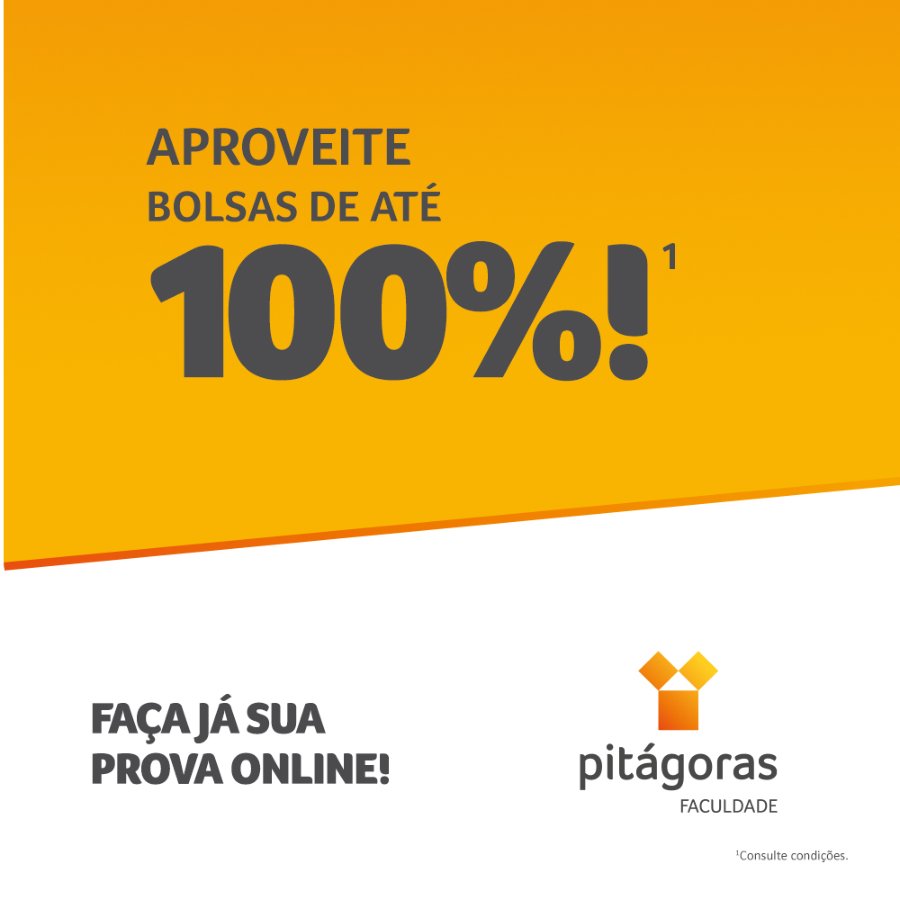 APROVEITE
BOLSAS DE ATÉ
100%!¹
FAÇA JÁ SUA
PROVA ONLINE!
pitágoras
FACULDADE
¹Consulte condições.